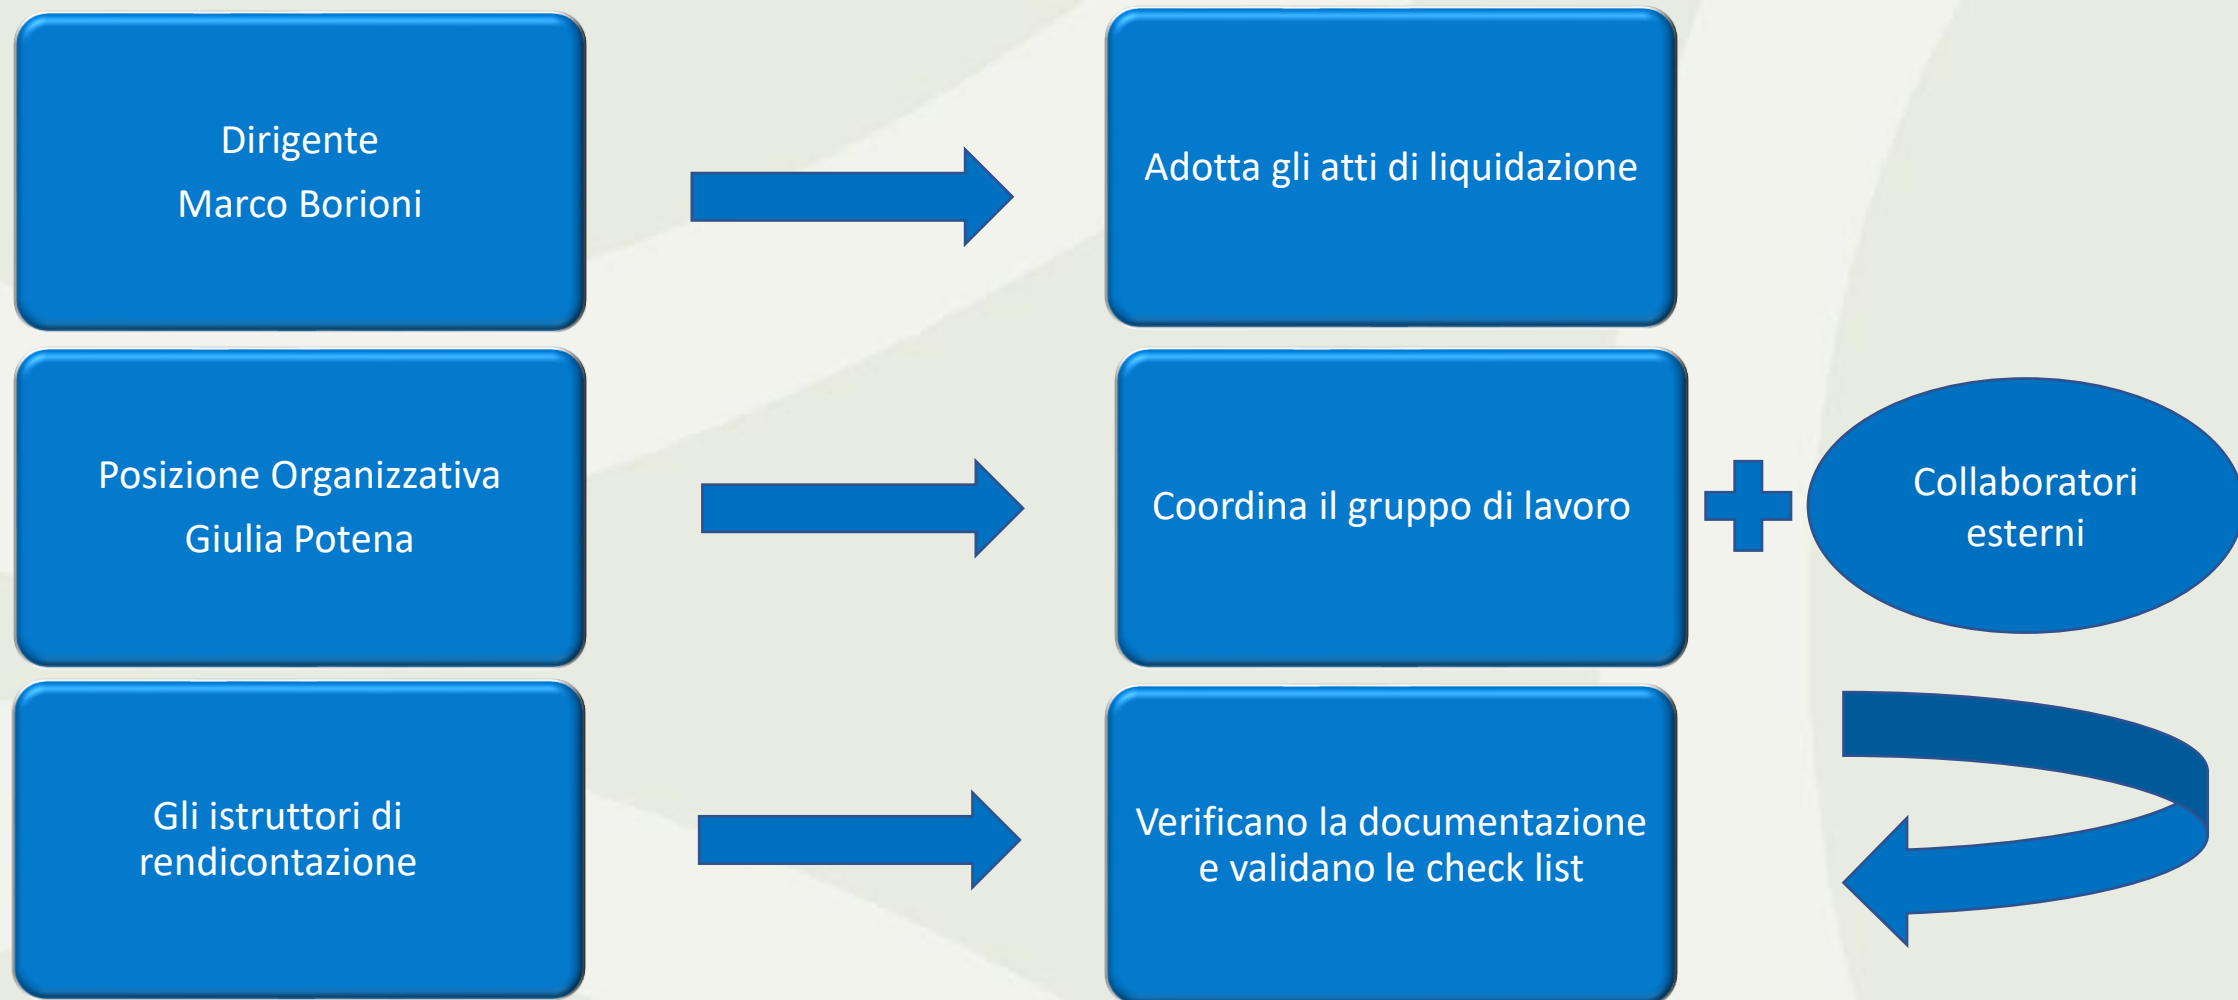 Dirigente
Marco Borioni
Adotta gli atti di liquidazione
Posizione Organizzativa
Giulia Potena
Coordina il gruppo di lavoro
Collaboratori
esterni
Gli istruttori di
rendicontazione
Verificano la documentazione
e validano le check list